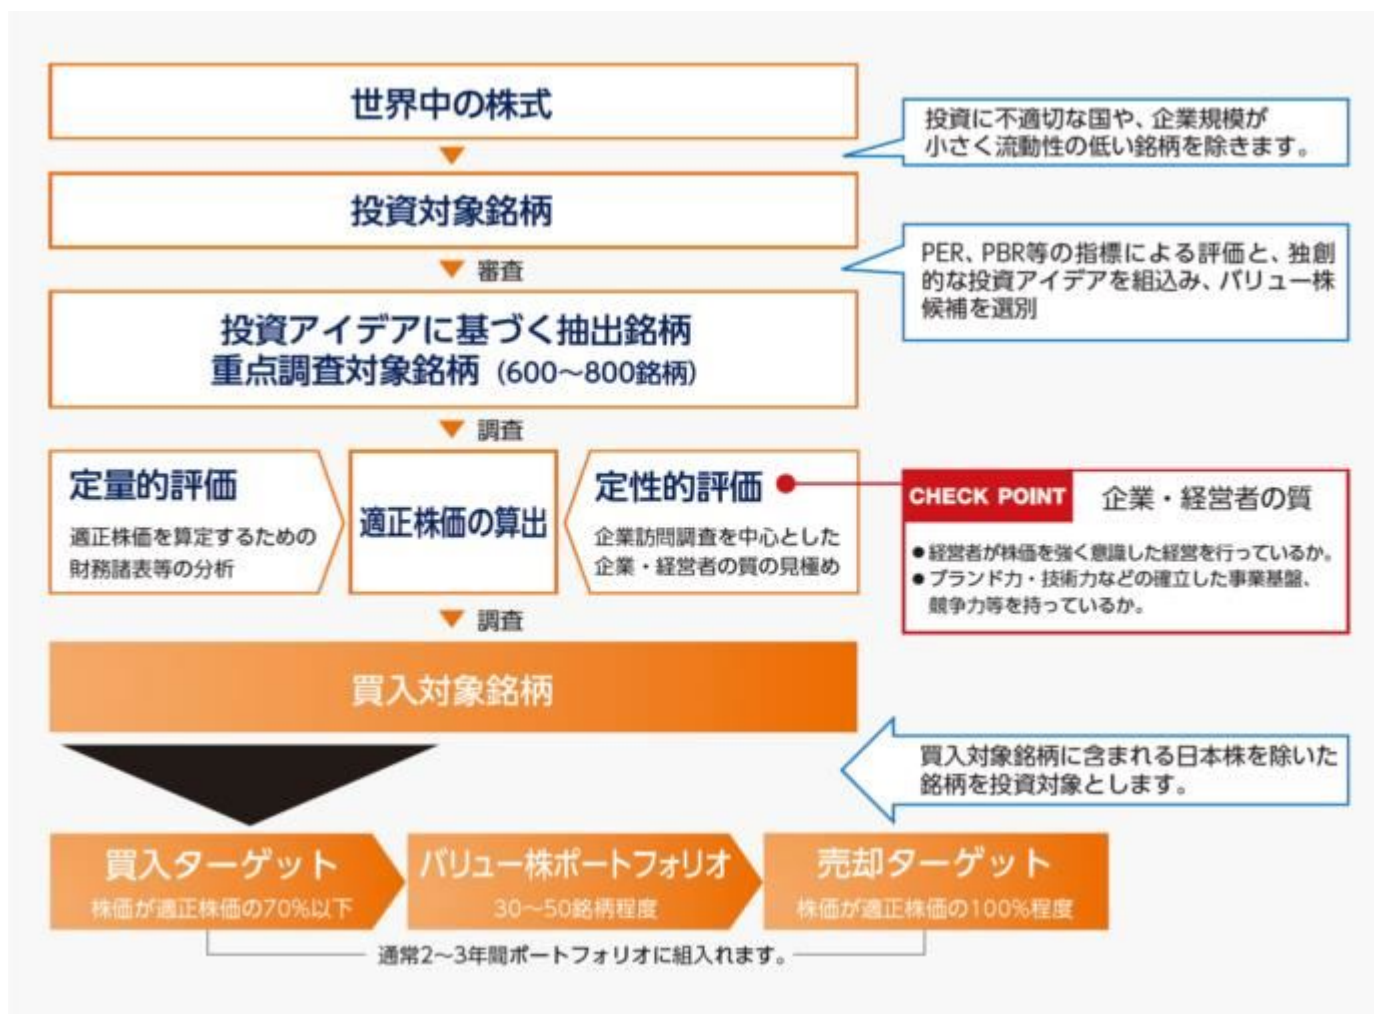 世界中の株式
投資に不適切な国や、企業規模が
小さく流動性の低い銘柄を除きます。
投資対象銘柄
審査
PER、PBR等の指標による評価と、独創
的な投資アイデアを組込み、バリュー株
候補を選別
投資アイデアに基づく抽出銘柄
重点調査対象銘柄（600〜800銘柄）
調査
定量的評価
適正株価を算定するための
財務諸表等の分析
適正株価の算出
定性的評価
企業訪問調査を中心とした
企業・経営者の質の見極め
CHECK POINT 企業・経営者の質
●経営者が株価を強く意識した経営を行っているか。
●ブランド力・技術力などの確立した事業基盤、
競争力等を持っているか。
調査
買入対象銘柄
買入対象銘柄に含まれる日本株を除いた
銘柄を投資対象とします。
買入ターゲット
株価が適正株価の70%以下
バリュー株ポートフォリオ
30〜50銘柄程度
売却ターゲット
株価が適正株価の100%程度
通常2〜3年間ポートフォリオに組入れます。